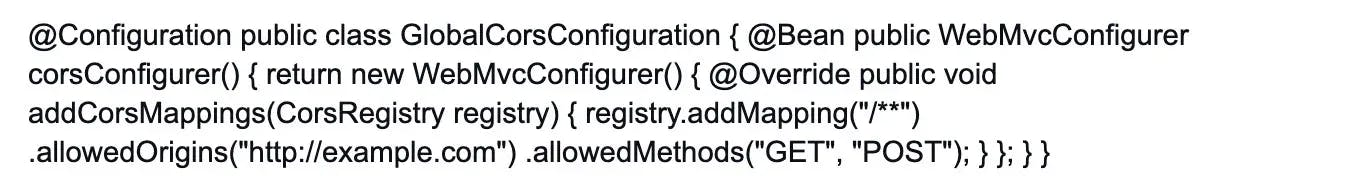 @Configuration public class GlobalCorsConfiguration { @Bean public WebMvcConfigurer
corsConfigurer() { return new WebMvcConfigurer() { @Override public void
addCorsMappings(CorsRegistry registry) { registry.addMapping("/**")
.allowedOrigins("http://example.com") .allowedMethods("GET", "POST"); } }; } }